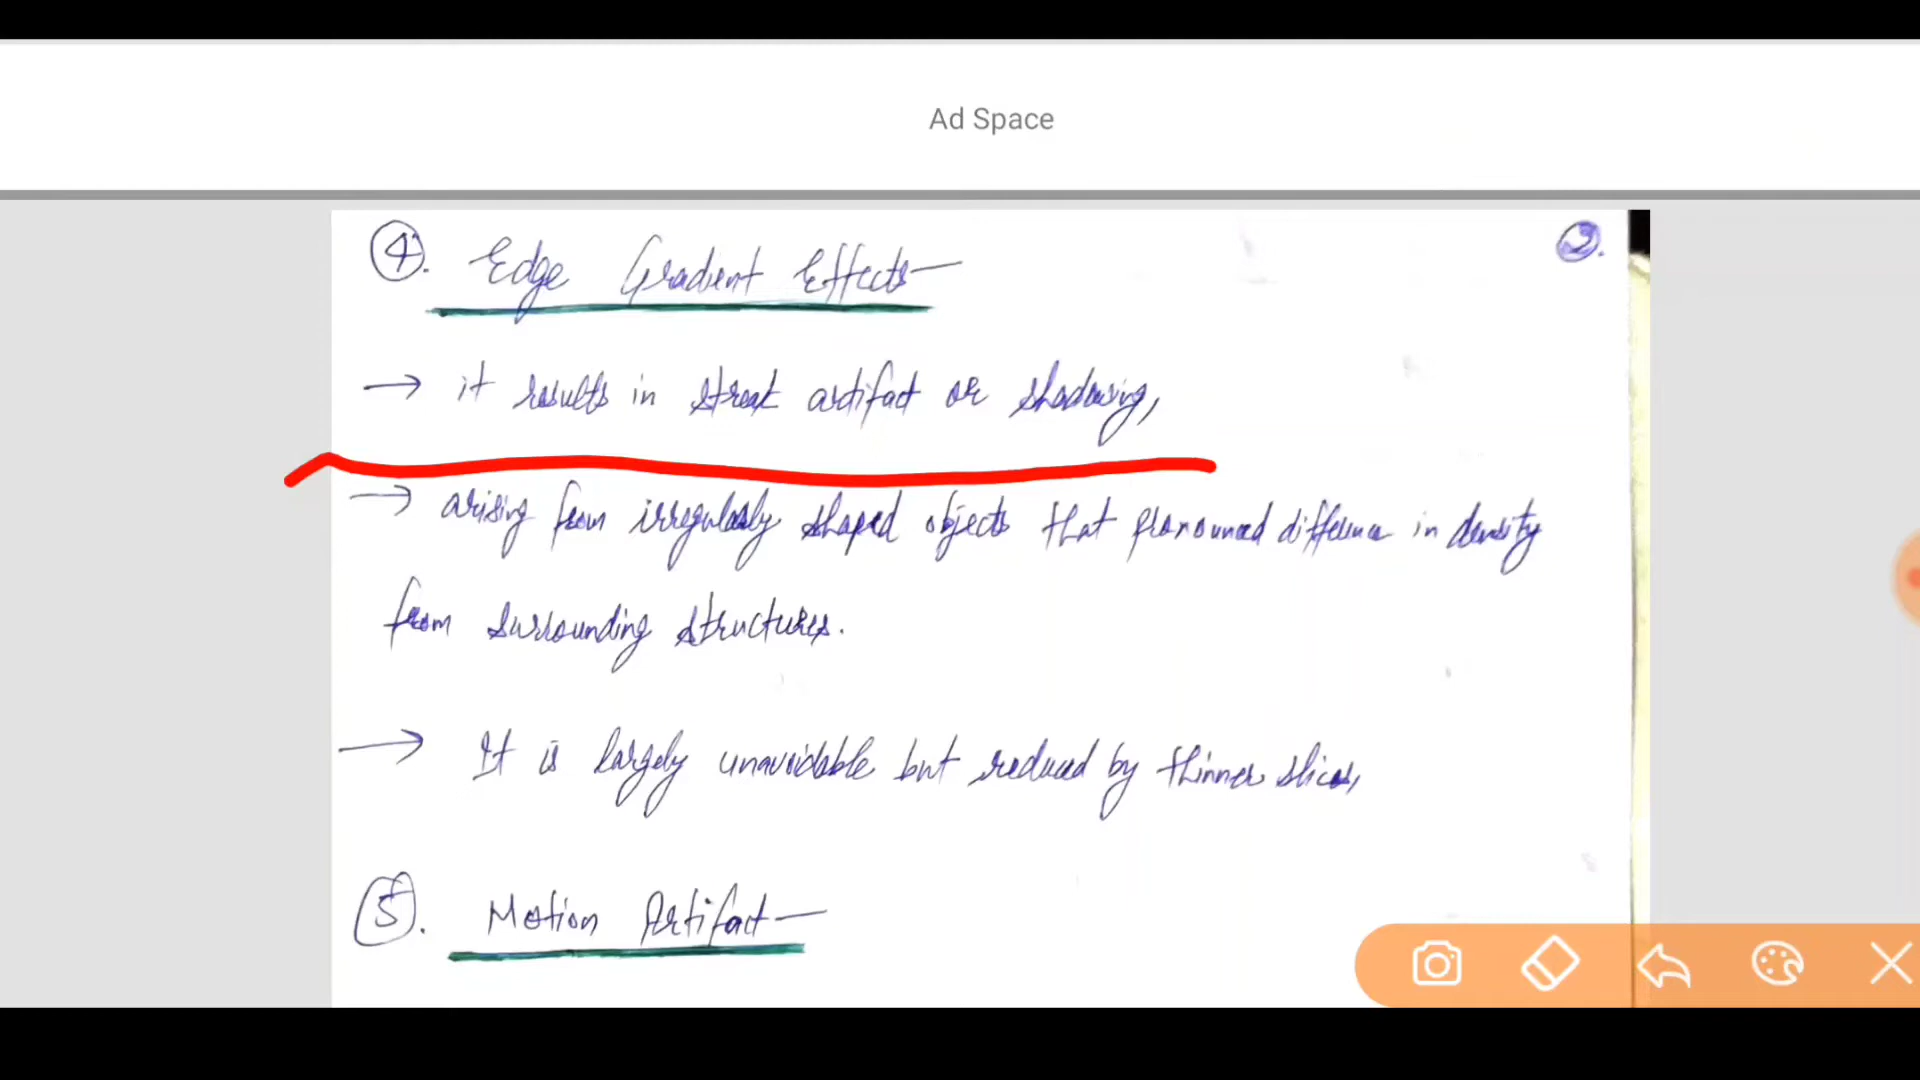 Ad Space
④. Edge Gradient Effects—
②.
→ it results in streak artifact or shadowing,
→ arising from irregularly shaped objects that pronounced difference in density
from surrounding structures.
→ It is largely unavoidable but reduced by thinner slices,
⑤. Motion Artifact—